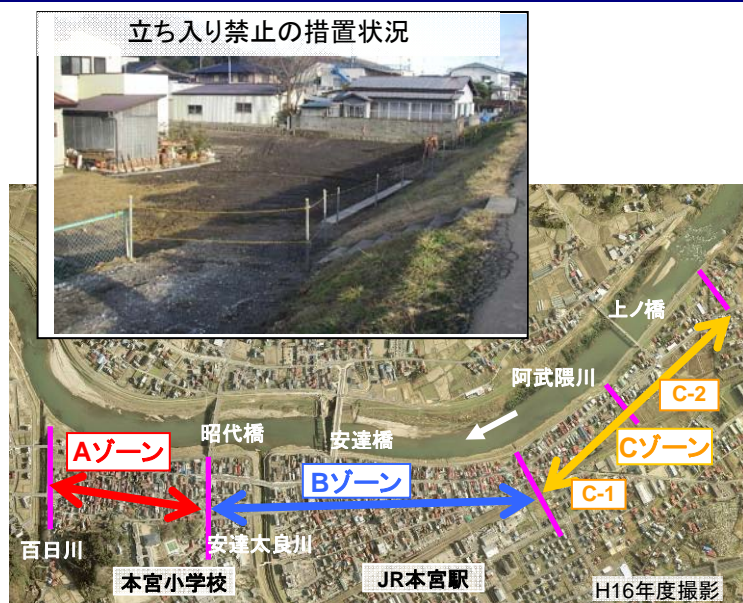 立ち入り禁止の措置状況
上ノ橋
阿武隈川
C-2
昭代橋
安達橋
Aゾーン
Cゾーン
Bゾーン
C-1
百日川
安達太良川
本宮小学校
JR本宮駅
H16年度撮影